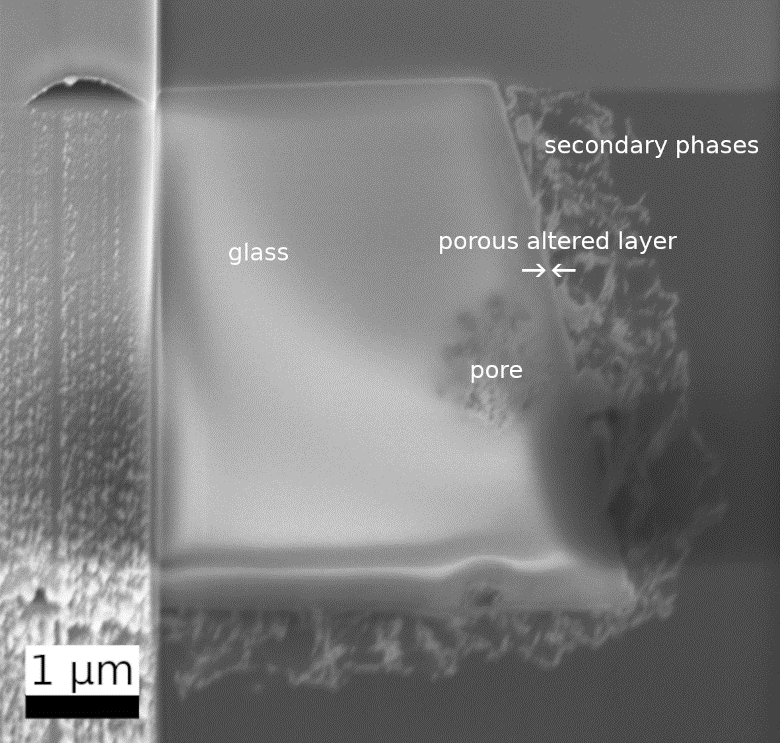 secondary phases
porous altered layer
→←
glass
pore
1 µm